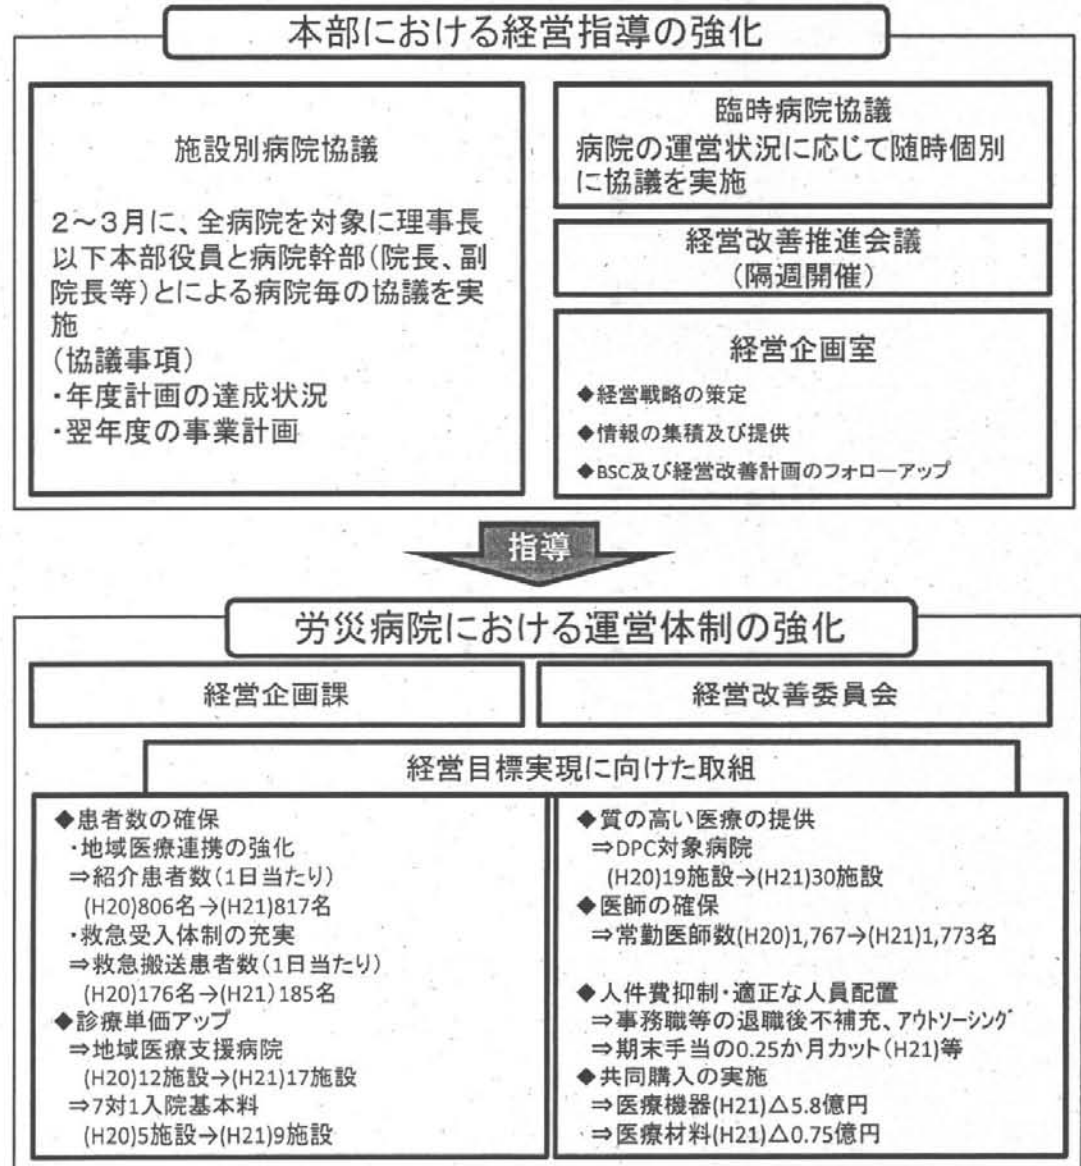 本部における経営指導の強化
施設別病院協議
2～3月に、全病院を対象に理事長
以下本部役員と病院幹部(院長、副
院長等)とによる病院毎の協議を実
施
(協議事項)
・年度計画の達成状況
・翌年度の事業計画
臨時病院協議
病院の運営状況に応じて随時個別
に協議を実施
経営改善推進会議
(隔週開催)
経営企画室
◆経営戦略の策定
◆情報の集積及び提供
◆BSC及び経営改善計画のフォローアップ
指導
労災病院における運営体制の強化
経営企画課
経営改善委員会
経営目標実現に向けた取組
◆患者数の確保
・地域医療連携の強化
⇒紹介患者数(1日当たり)
(H20)806名→(H21)817名
・救急受入体制の充実
⇒救急搬送患者数(1日当たり)
(H20)176名→(H21)185名
◆診療単価アップ
⇒地域医療支援病院
(H20)12施設→(H21)17施設
⇒7対1入院基本料
(H20)5施設→(H21)9施設
◆質の高い医療の提供
⇒DPC対象病院
(H20)19施設→(H21)30施設
◆医師の確保
⇒常勤医師数(H20)1,767→(H21)1,773名
◆人件費抑制・適正な人員配置
⇒事務職等の退職後不補充、アウトソーシング
⇒期末手当の0.25か月カット(H21)等
◆共同購入の実施
⇒医療機器(H21)△5.8億円
⇒医療材料(H21)△0.75億円